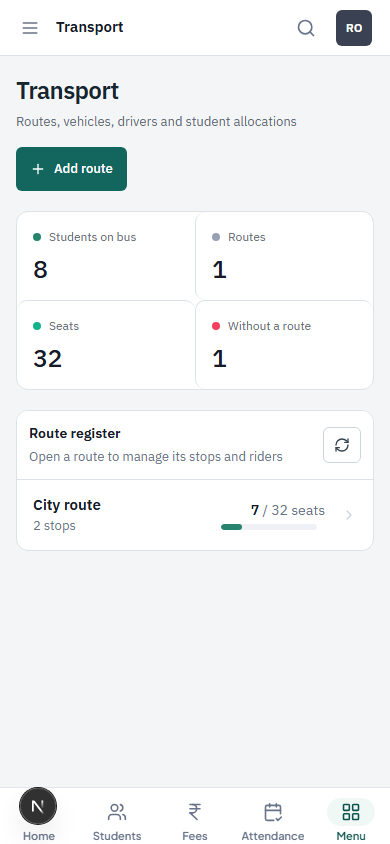 Transport
RO
Transport
Routes, vehicles, drivers and student allocations
Add route
Students on bus
8
Routes
1
Seats
32
Without a route
1
Route register
Open a route to manage its stops and riders
City route
7 / 32 seats
2 stops
N
Home
Students
Fees
Attendance
Menu